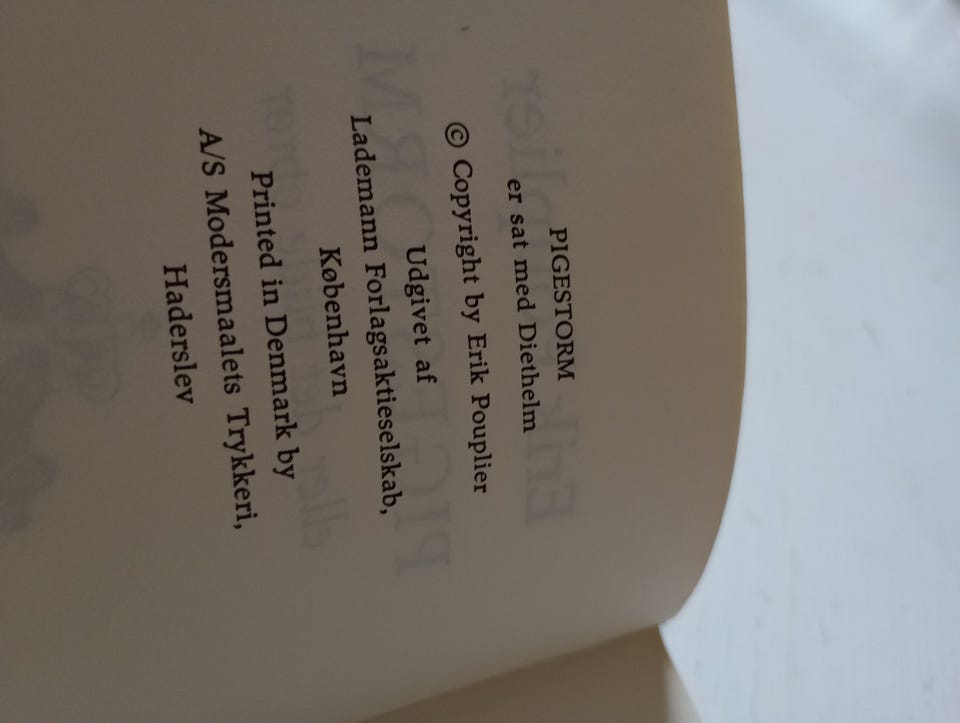 PIGESTORM
er sat med Diethelm
© Copyright by Erik Pouplier
Udgivet af
Lademann Forlagsaktieselskab,
København
Printed in Denmark by
A/S Modersmaalets Trykkeri,
Haderslev